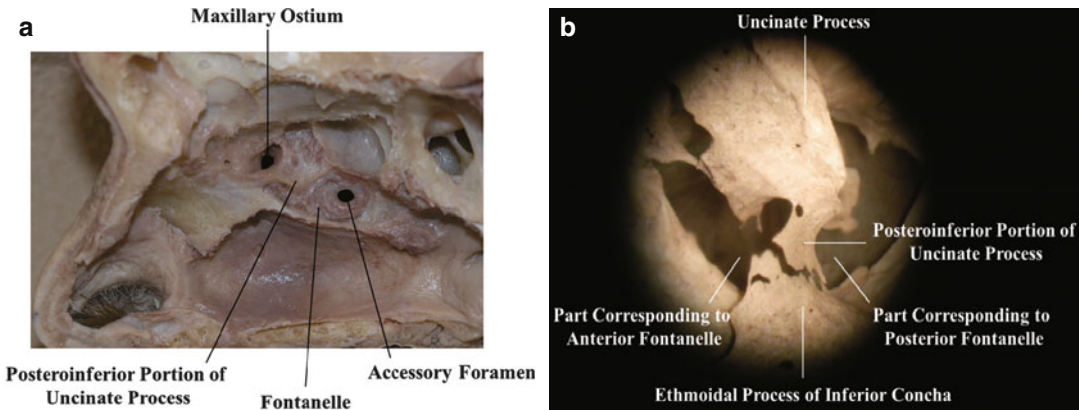 a
Maxillary Ostium
Posteroinferior Portion of
Uncinate Process
Fontanelle
Accessory Foramen
b
Uncinate Process
Posteroinferior Portion of
Uncinate Process
Part Corresponding to
Anterior Fontanelle
Part Corresponding to
Posterior Fontanelle
Ethmoidal Process of Inferior Concha